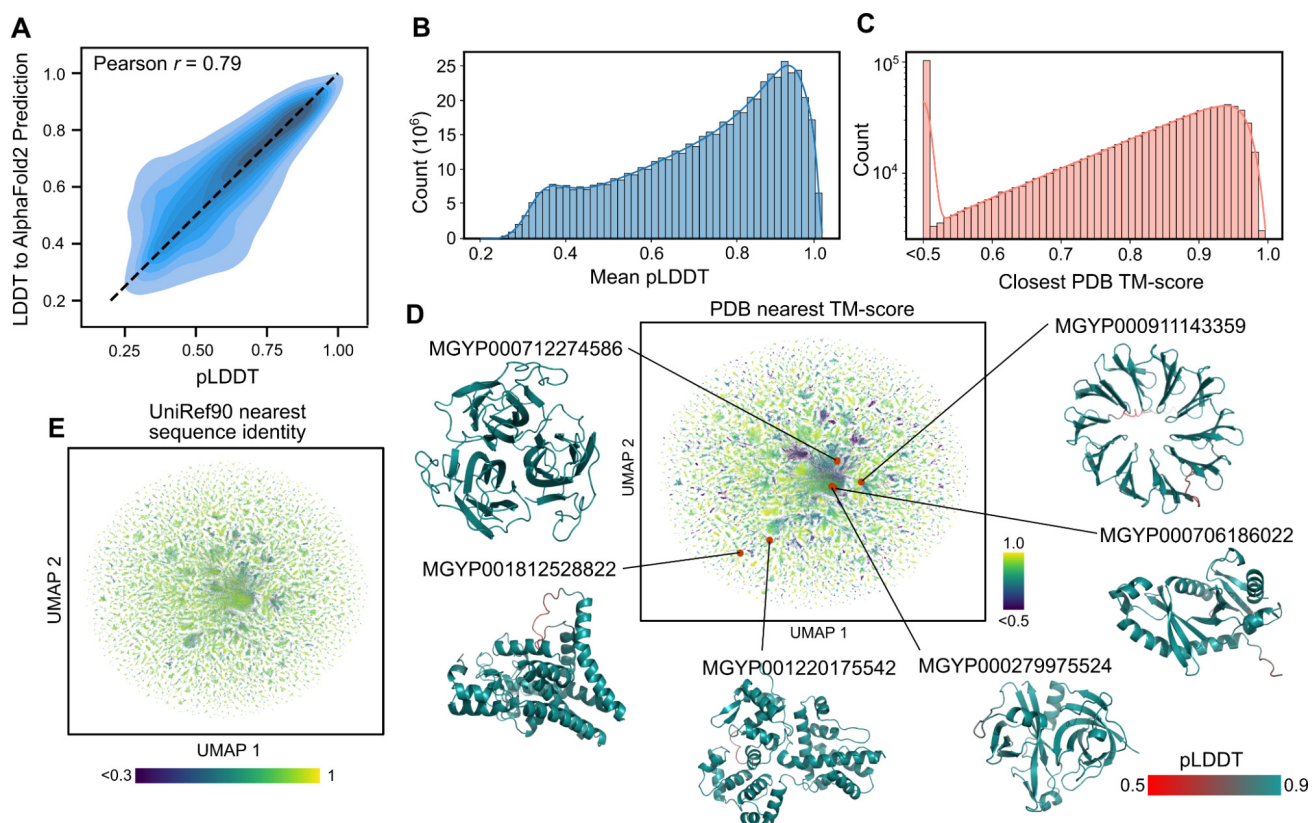 A
Pearson r = 0.79
LDDT to AlphaFold2 Prediction
1.0
0.8
0.6
0.4
0.2
0.25
0.50
0.75
1.00
pLDDT
B
Count (10⁶)
25
20
15
10
5
0
0.2
0.4
0.6
0.8
1.0
Mean pLDDT
C
Count
10⁵
10⁴
<0.5
0.6
0.7
0.8
0.9
1.0
Closest PDB TM-score
D
PDB nearest TM-score
MGYP000712274586
MGYP000911143359
UMAP 2
MGYP001812528822
MGYP000706186022
1.0
<0.5
UMAP 1
MGYP001220175542
MGYP000279975524
pLDDT
0.5
0.9
E
UniRef90 nearest
sequence identity
UMAP 2
UMAP 1
<0.3
1